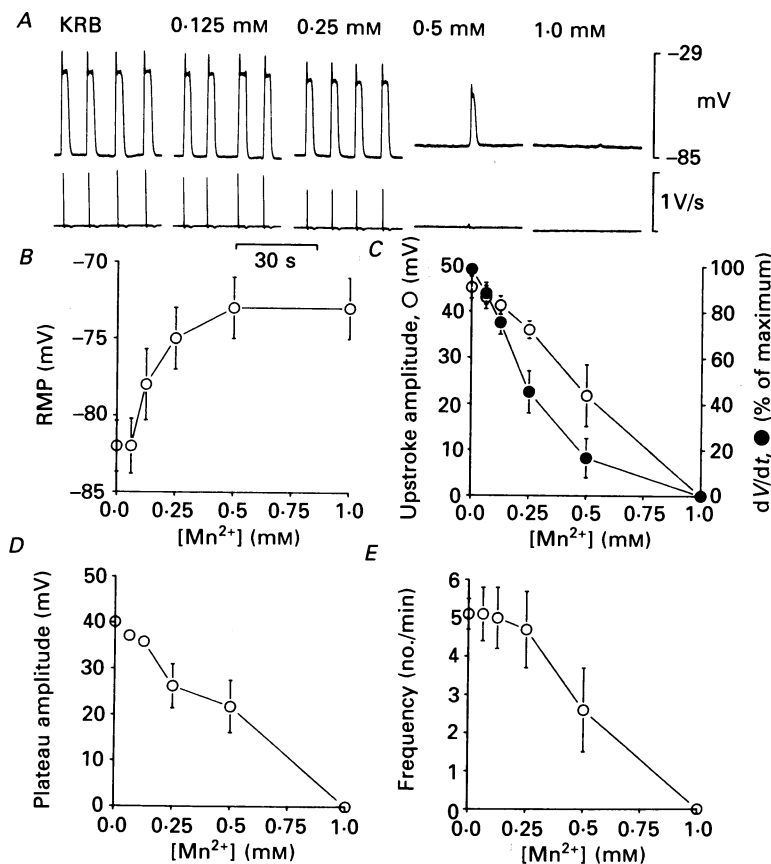 A
KRB 0·125 mM 0·25 mM 0·5 mM 1·0 mM
−29
mV
−85
1 V/s
30 s
B
−70
−75
−80
−85
RMP (mV)
0.0 0.25 0.5 0.75 1.0
[Mn2+] (mM)
C
50
40
30
20
10
0
Upstroke amplitude, ○ (mV)
100
80
60
40
20
0
dV/dt, ● (% of maximum)
0.0 0.25 0.5 0.75 1.0
[Mn2+] (mM)
D
50
40
30
20
10
0
Plateau amplitude (mV)
0.0 0.25 0.5 0.75 1.0
[Mn2+] (mM)
E
6
5
4
3
2
1
0
Frequency (no./min)
0.0 0.25 0.5 0.75 1.0
[Mn2+] (mM)